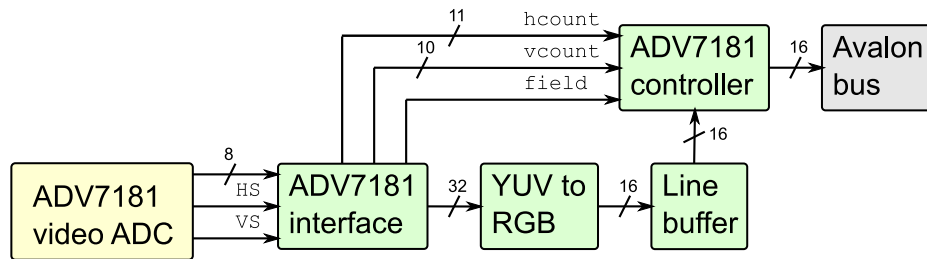 11
hcount
10
vcount
field
ADV7181
controller
16
Avalon
bus
16
8
HS
VS
ADV7181
video ADC
ADV7181
interface
32
YUV to
RGB
16
Line
buffer